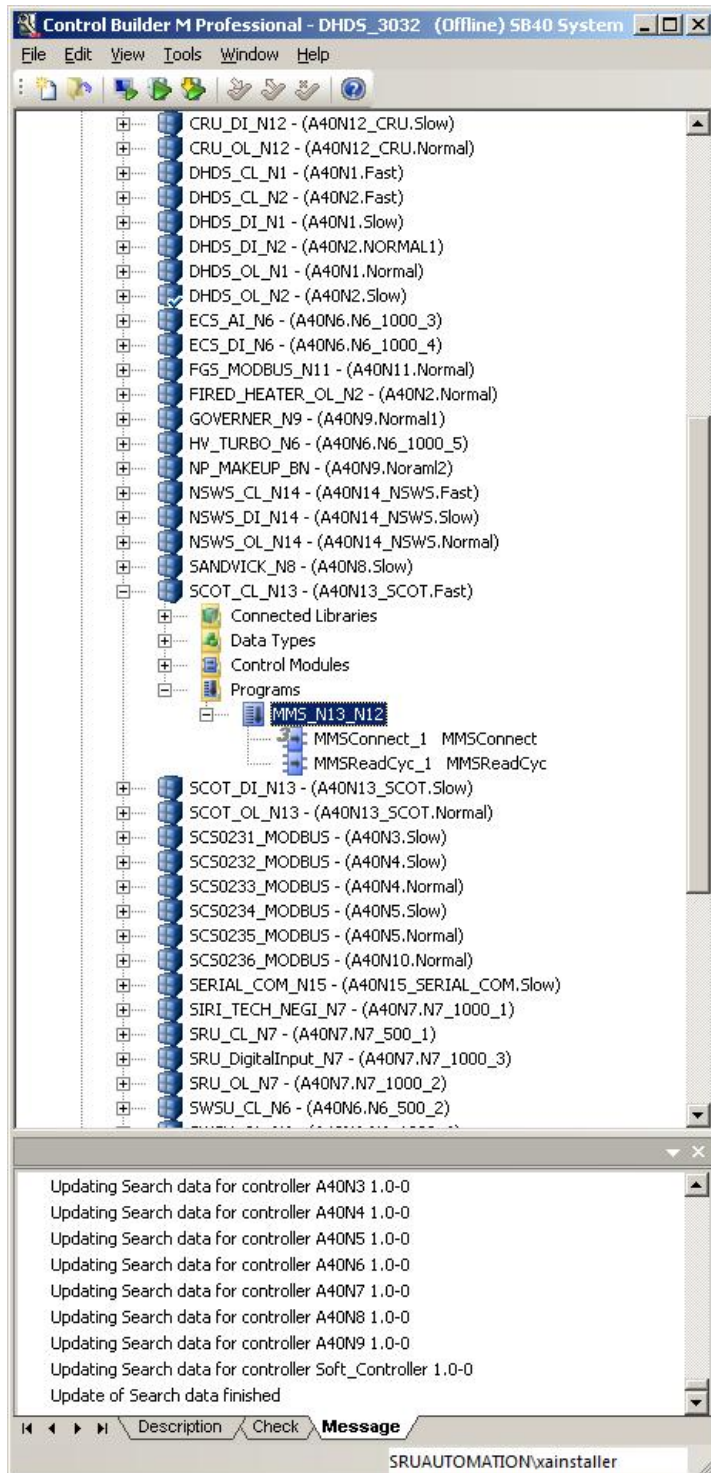 Control Builder M Professional - DHDS_3032 (Offline) SB40 System
File Edit View Tools Window Help
CRU_DI_N12 - (A40N12_CRU.Slow)
CRU_OL_N12 - (A40N12_CRU.Normal)
DHDS_CL_N1 - (A40N1.Fast)
DHDS_CL_N2 - (A40N2.Fast)
DHDS_DI_N1 - (A40N1.Slow)
DHDS_DI_N2 - (A40N2.NORMAL1)
DHDS_OL_N1 - (A40N1.Normal)
DHDS_OL_N2 - (A40N2.Slow)
ECS_AI_N6 - (A40N6.N6_1000_3)
ECS_DI_N6 - (A40N6.N6_1000_4)
FGS_MODBUS_N11 - (A40N11.Normal)
FIRED_HEATER_OL_N2 - (A40N2.Normal)
GOVERNER_N9 - (A40N9.Normal1)
HV_TURBO_N6 - (A40N6.N6_1000_5)
NP_MAKEUP_BN - (A40N9.Noraml2)
NSWS_CL_N14 - (A40N14_NSWS.Fast)
NSWS_DI_N14 - (A40N14_NSWS.Slow)
NSWS_OL_N14 - (A40N14_NSWS.Normal)
SANDVICK_N8 - (A40N8.Slow)
SCOT_CL_N13 - (A40N13_SCOT.Fast)
Connected Libraries
Data Types
Control Modules
Programs
MMS_N13_N12
3 MMSConnect_1 MMSConnect
MMSReadCyc_1 MMSReadCyc
SCOT_DI_N13 - (A40N13_SCOT.Slow)
SCOT_OL_N13 - (A40N13_SCOT.Normal)
SCS0231_MODBUS - (A40N3.Slow)
SCS0232_MODBUS - (A40N4.Slow)
SCS0233_MODBUS - (A40N4.Normal)
SCS0234_MODBUS - (A40N5.Slow)
SCS0235_MODBUS - (A40N5.Normal)
SCS0236_MODBUS - (A40N10.Normal)
SERIAL_COM_N15 - (A40N15_SERIAL_COM.Slow)
SIRI_TECH_NEGI_N7 - (A40N7.N7_1000_1)
SRU_CL_N7 - (A40N7.N7_500_1)
SRU_DigitalInput_N7 - (A40N7.N7_1000_3)
SRU_OL_N7 - (A40N7.N7_1000_2)
SWSU_CL_N6 - (A40N6.N6_500_2)
Updating Search data for controller A40N3 1.0-0
Updating Search data for controller A40N4 1.0-0
Updating Search data for controller A40N5 1.0-0
Updating Search data for controller A40N6 1.0-0
Updating Search data for controller A40N7 1.0-0
Updating Search data for controller A40N8 1.0-0
Updating Search data for controller A40N9 1.0-0
Updating Search data for controller Soft_Controller 1.0-0
Update of Search data finished
Description Check Message
SRUAUTOMATION\xainstaller